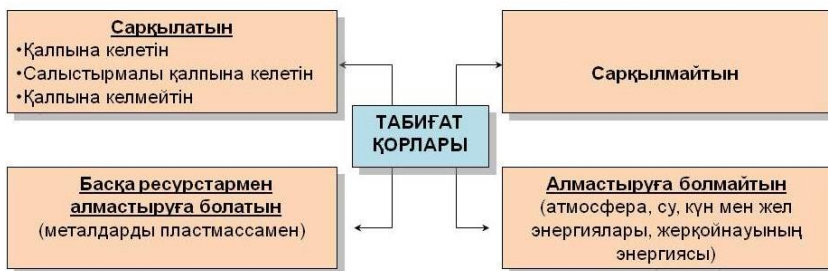 Сарқылатын
•Қалпына келетін
•Салыстырмалы қалпына келетін
•Қалпына келмейтін
Сарқылмайтын
ТАБИҒАТ
ҚОРЛАРЫ
Басқа ресурстармен
алмастыруға болатын
(металдарды пластмассамен)
Алмастыруға болмайтын
(атмосфера, су, күн мен жел
энергиялары, жерқойнауының
энергиясы)